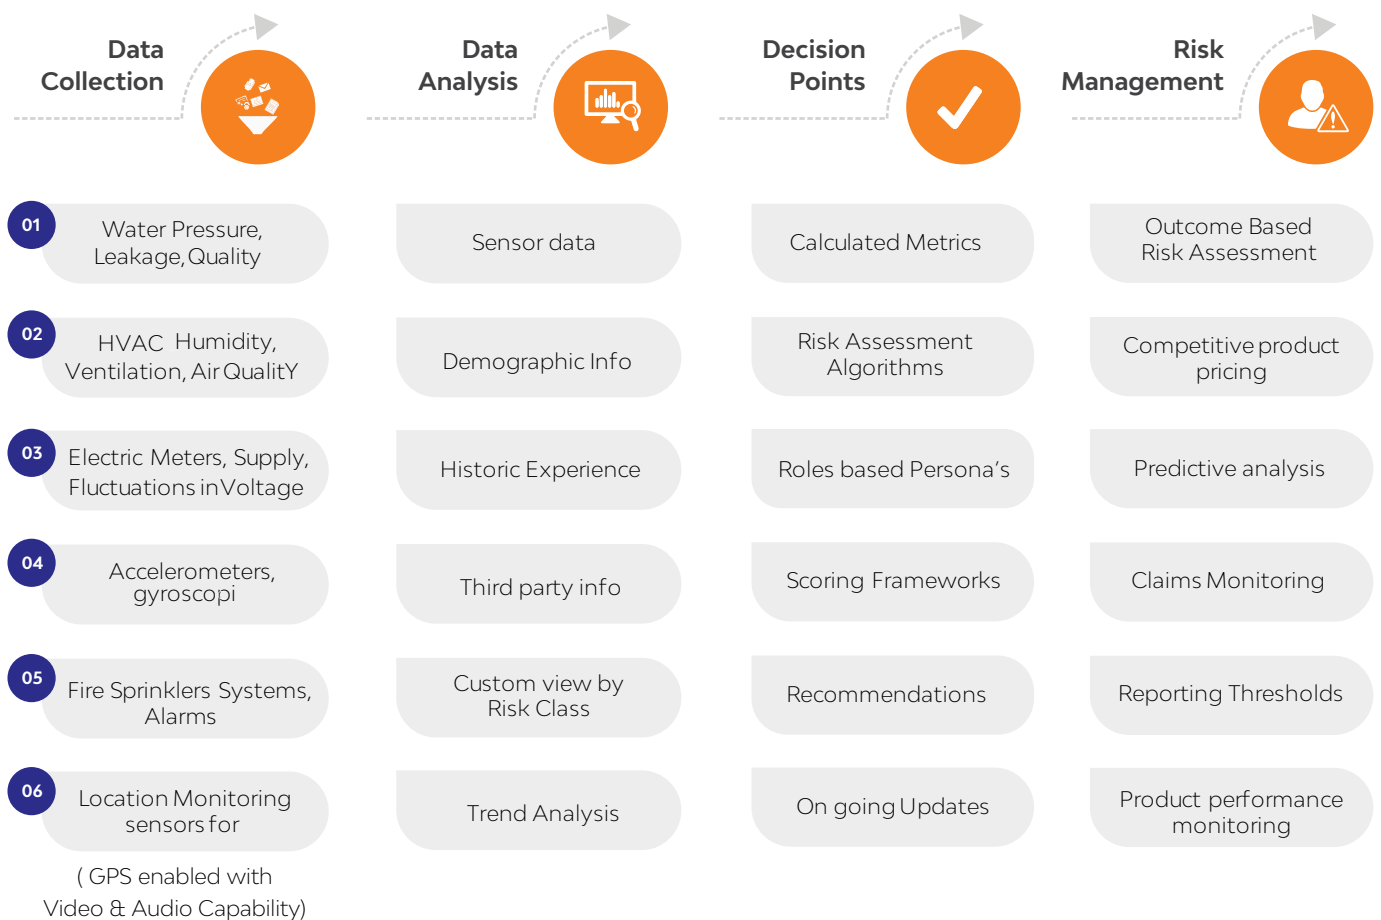 Data
Collection
Data
Analysis
Decision
Points
Risk
Management
01
Water Pressure,
Leakage, Quality
Sensor data
Calculated Metrics
Outcome Based
Risk Assessment
02
HVAC Humidity,
Ventilation, Air QualitY
Demographic Info
Risk Assessment
Algorithms
Competitive product
pricing
03
Electric Meters, Supply,
Fluctuations in Voltage
Historic Experience
Roles based Persona's
Predictive analysis
04
Accelerometers,
gyroscopi
Third party info
Scoring Frameworks
Claims Monitoring
05
Fire Sprinklers Systems,
Alarms
Custom view by
Risk Class
Recommendations
Reporting Thresholds
06
Location Monitoring
sensors for
( GPS enabled with
Video & Audio Capability)
Trend Analysis
On going Updates
Product performance
monitoring